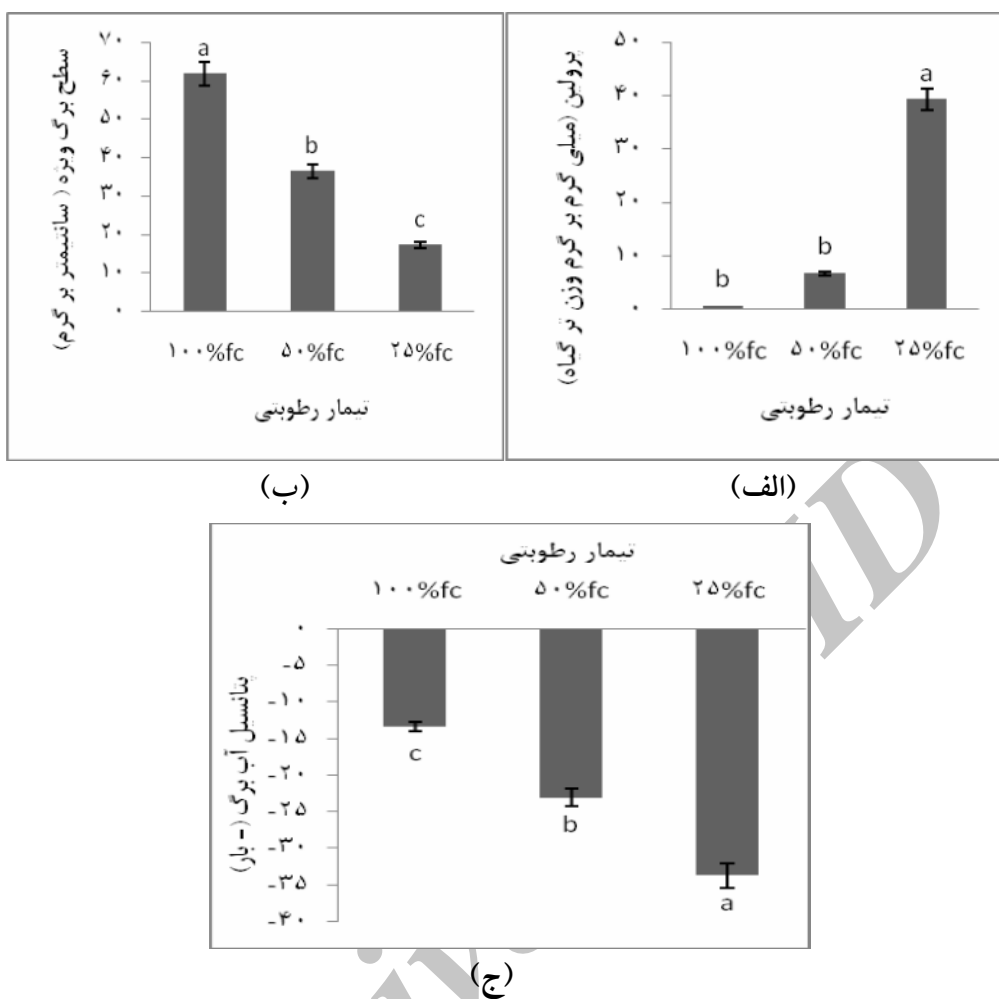 پرولین (میلی گرم بر گرم وزن تر گیاه)
۵۰
۴۰
۳۰
۲۰
۱۰
۰
b
b
a
۱۰۰%fc ۵۰%fc ۲۵%fc
تیمار رطوبتی
(الف)
سطح برگ ویژه ( سانتیمتر بر گرم)
۷۰
۶۰
۵۰
۴۰
۳۰
۲۰
۱۰
۰
a
b
c
۱۰۰%fc ۵۰%fc ۲۵%fc
تیمار رطوبتی
(ب)
تیمار رطوبتی
۱۰۰%fc ۵۰%fc ۲۵%fc
پتانسیل آب برگ (- بار)
۰
-۵
-۱۰
-۱۵
-۲۰
-۲۵
-۳۰
-۳۵
-۴۰
c
b
a
(ج)